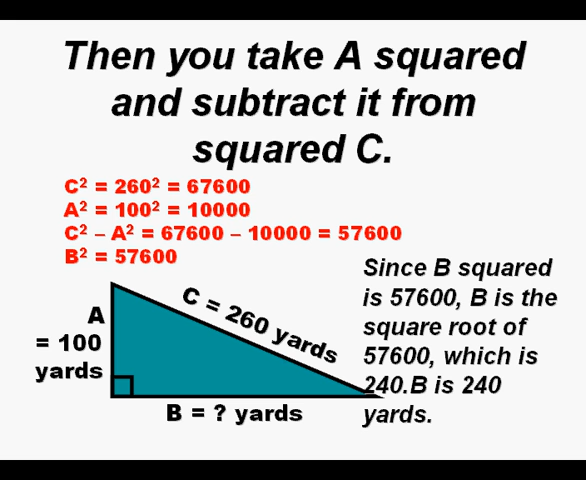 Then you take A squared
and subtract it from
squared C.
C² = 260² = 67600
A² = 100² = 10000
C² – A² = 67600 – 10000 = 57600
B² = 57600
Since B squared
is 57600, B is the
square root of
57600, which is
240.B is 240
yards.
A
= 100
yards
C = 260 yards
B = ? yards